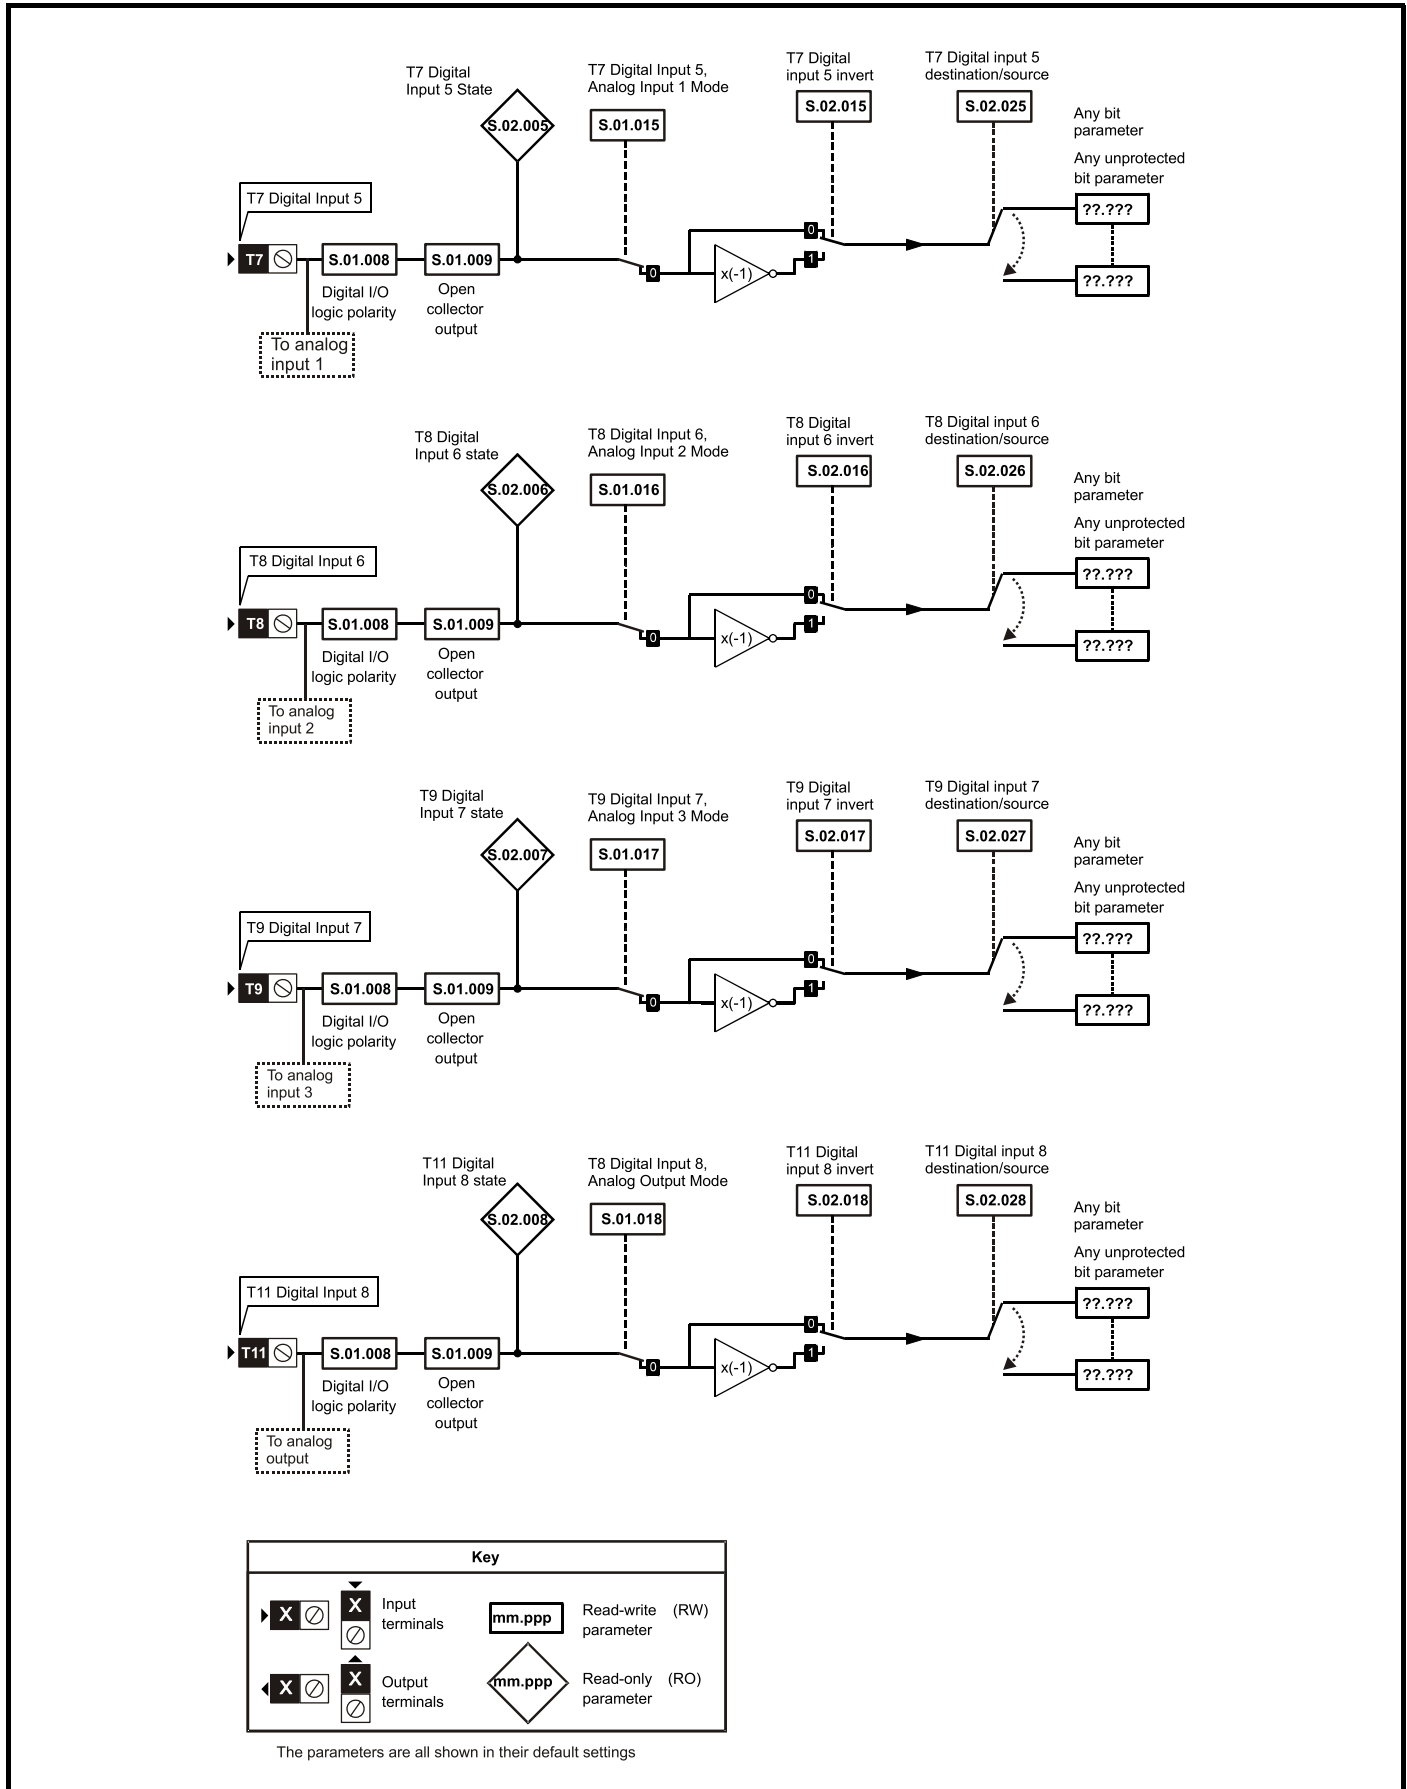 T7 Digital
Input 5 State
S.02.005
T7 Digital Input 5,
Analog Input 1 Mode
S.01.015
T7 Digital
input 5 invert
S.02.015
T7 Digital input 5
destination/source
S.02.025
Any bit
parameter
Any unprotected
bit parameter
??.???
??.???
T7 Digital Input 5
T7
S.01.008
S.01.009
0
x(-1)
0
1
Digital I/O
logic polarity
Open
collector
output
To analog
input 1
T8 Digital
Input 6 state
S.02.006
T8 Digital Input 6,
Analog Input 2 Mode
S.01.016
T8 Digital
input 6 invert
S.02.016
T8 Digital input 6
destination/source
S.02.026
Any bit
parameter
Any unprotected
bit parameter
??.???
??.???
T8 Digital Input 6
T8
S.01.008
S.01.009
0
x(-1)
0
1
Digital I/O
logic polarity
Open
collector
output
To analog
input 2
T9 Digital
Input 7 state
S.02.007
T9 Digital Input 7,
Analog Input 3 Mode
S.01.017
T9 Digital
input 7 invert
S.02.017
T9 Digital input 7
destination/source
S.02.027
Any bit
parameter
Any unprotected
bit parameter
??.???
??.???
T9 Digital Input 7
T9
S.01.008
S.01.009
0
x(-1)
0
1
Digital I/O
logic polarity
Open
collector
output
To analog
input 3
T11 Digital
Input 8 state
S.02.008
T8 Digital Input 8,
Analog Output Mode
S.01.018
T11 Digital
input 8 invert
S.02.018
T11 Digital input 8
destination/source
S.02.028
Any bit
parameter
Any unprotected
bit parameter
??.???
??.???
T11 Digital Input 8
T11
S.01.008
S.01.009
0
x(-1)
0
1
Digital I/O
logic polarity
Open
collector
output
To analog
output
Key
X
X
Input
terminals
mm.ppp
Read-write (RW)
parameter
X
X
Output
terminals
mm.ppp
Read-only (RO)
parameter
The parameters are all shown in their default settings